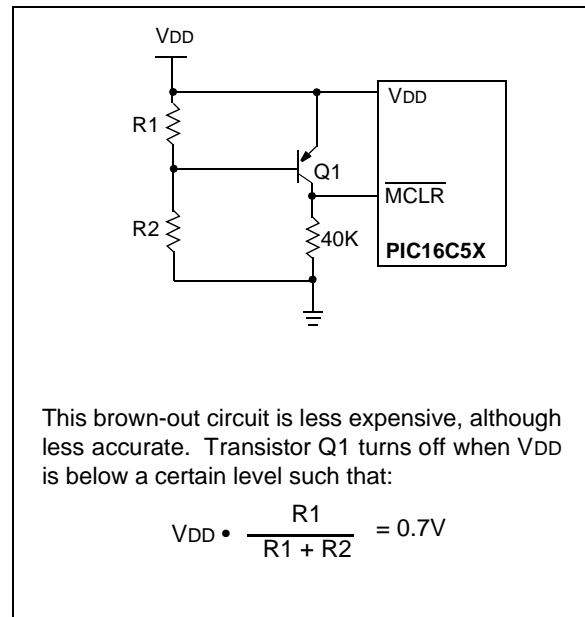 VDD
VDD
R1
Q1
MCLR
R2
40K
PIC16C5X
This brown-out circuit is less expensive, although
less accurate.  Transistor Q1 turns off when VDD
is below a certain level such that:
VDD • R1 / R1 + R2 = 0.7V